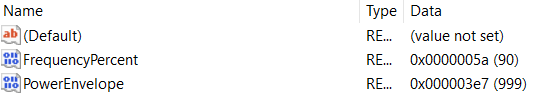 Name Type Data
(Default) RE... (value not set)
FrequencyPercent RE... 0x0000005a (90)
PowerEnvelope RE... 0x000003e7 (999)